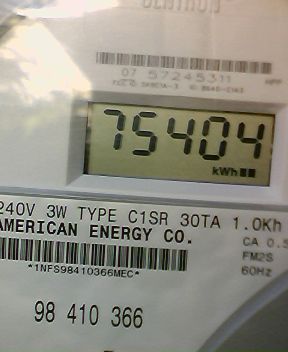 CENTRON
07 57245311
75404
kWh
240V 3W TYPE C1SR 30TA 1.0Kh
AMERICAN ENERGY CO.
CA 0.5
FM2S
60Hz
*1NFS98410366MEC*
98 410 366